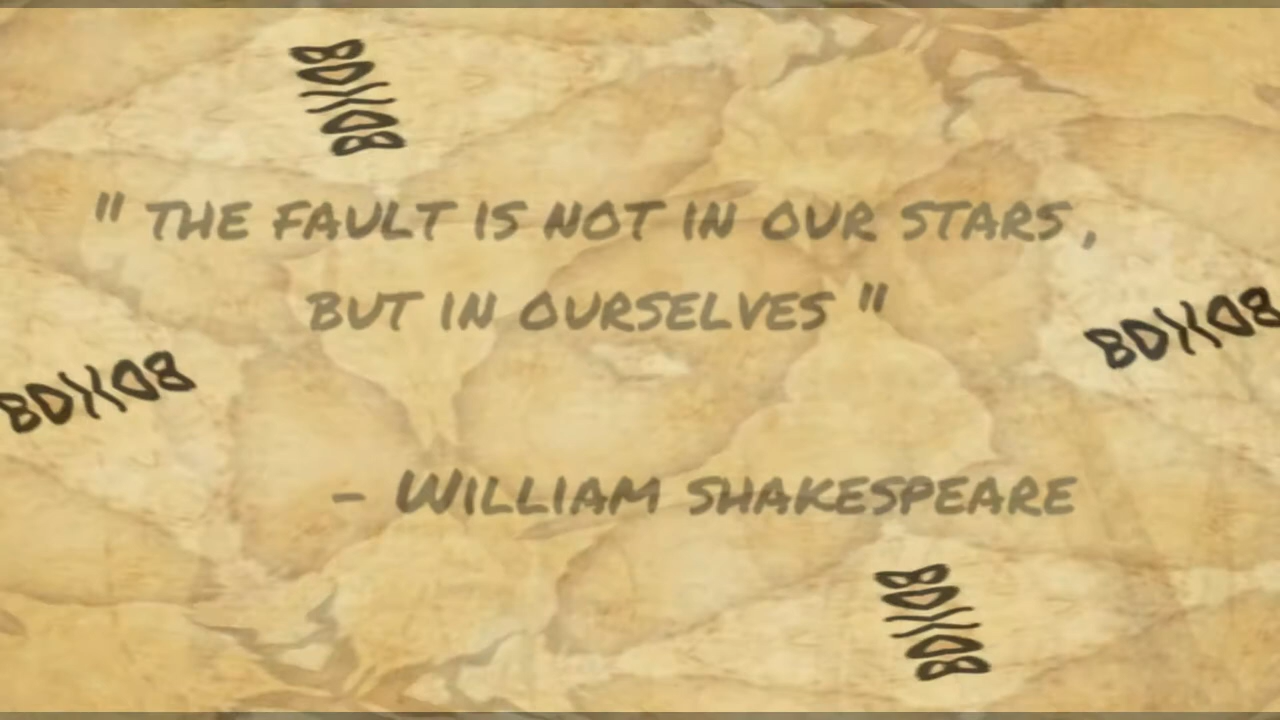 " THE FAULT IS NOT IN OUR STARS ,
BUT IN OURSELVES "
- WILLIAM SHAKESPEARE